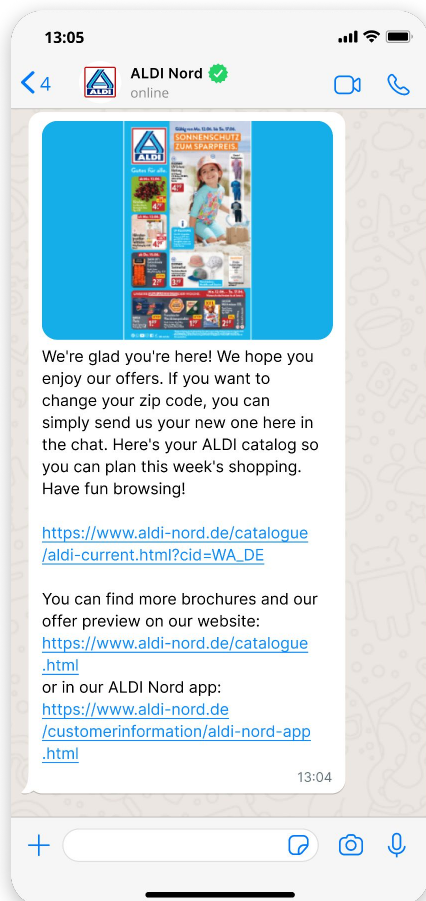 13:05
4
ALDI Nord
online
ALDI
Gutes für alle.
SONNENSCHUTZ
ZUM SPARPREIS.
We're glad you're here! We hope you
enjoy our offers. If you want to
change your zip code, you can
simply send us your new one here in
the chat. Here's your ALDI catalog so
you can plan this week's shopping.
Have fun browsing!
https://www.aldi-nord.de/catalogue
/aldi-current.html?cid=WA_DE
You can find more brochures and our
offer preview on our website:
https://www.aldi-nord.de/catalogue
.html
or in our ALDI Nord app:
https://www.aldi-nord.de
/customerinformation/aldi-nord-app
.html
13:04